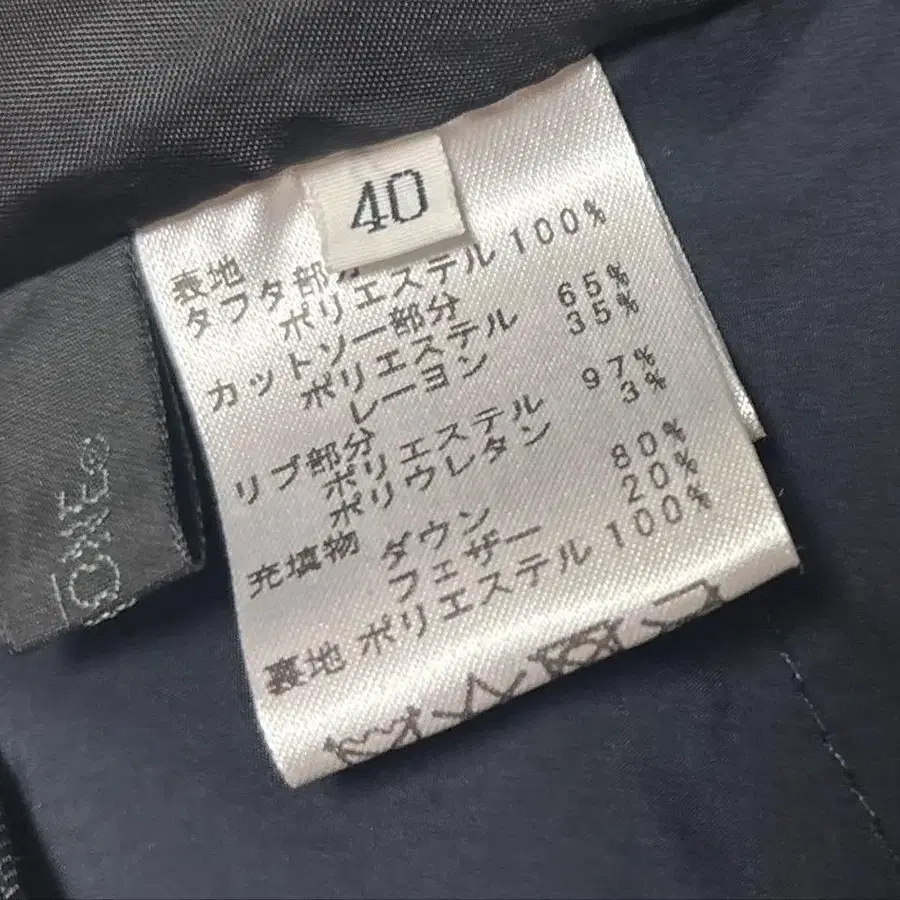 40
表地
タフタ部分
ポリエステル 100%
カットソー部分
ポリエステル 65%
レーヨン 35%
リブ部分
ポリエステル 97%
ポリウレタン 3%
充填物 ダウン 80%
フェザー 20%
裏地 ポリエステル 100%